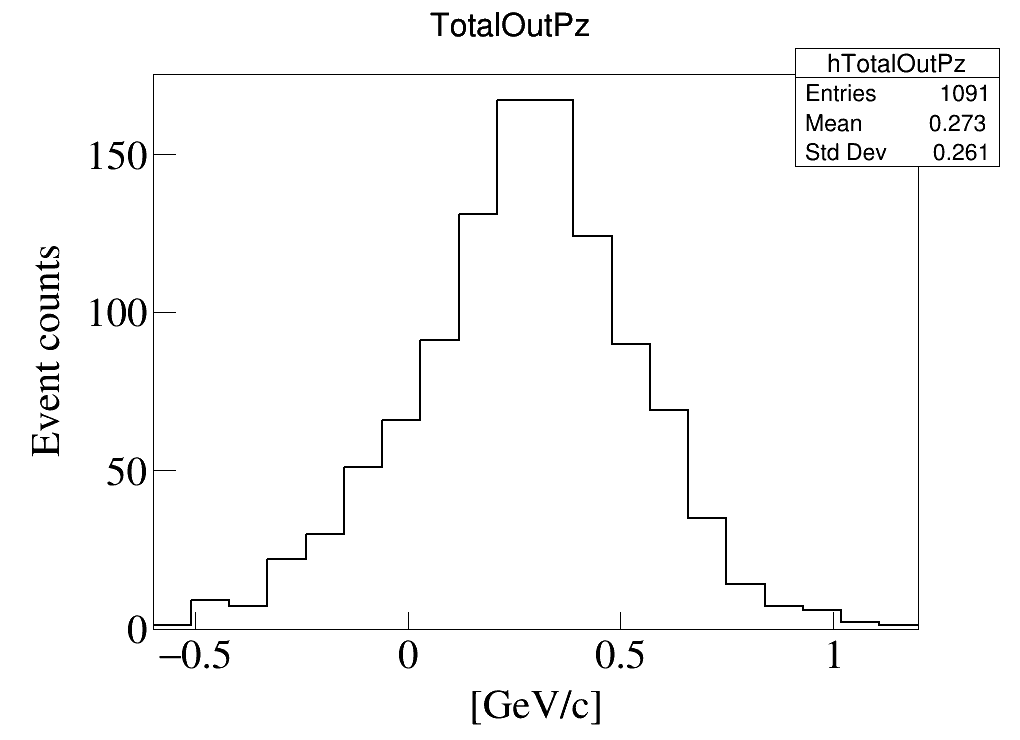 TotalOutPz
hTotalOutPz
Entries 1091
Mean 0.273
Std Dev 0.261
Event counts
150
100
50
0
−0.5 0 0.5 1
[GeV/c]